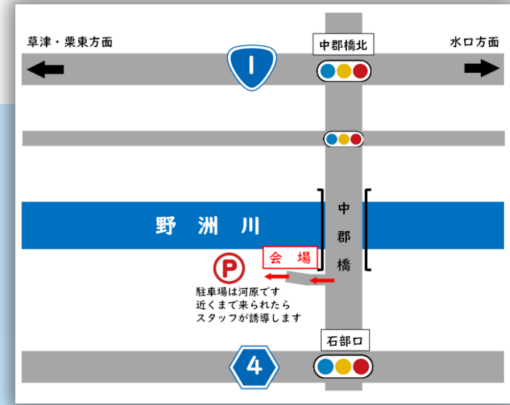 草津・栗東方面
中郡橋北
水口方面
1
野洲川
中郡橋
会場
P
駐車場は河原です
近くまで来られたら
スタッフが誘導します
石部口
4